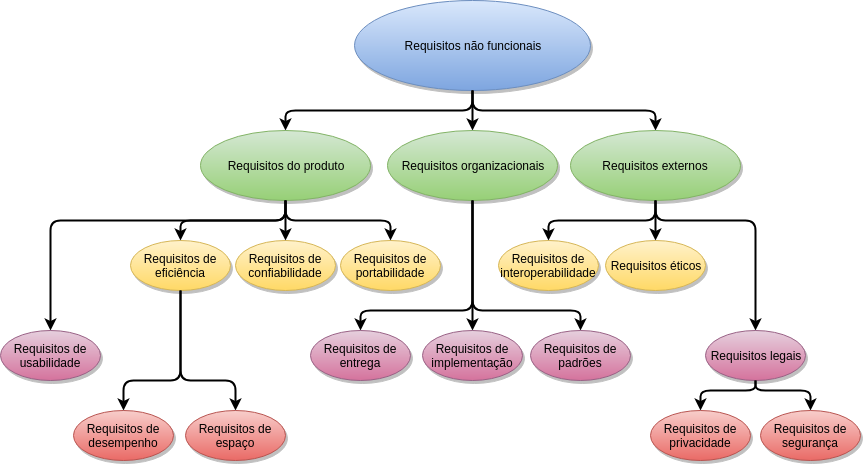 Requisitos não funcionais
Requisitos do produto
Requisitos organizacionais
Requisitos externos
Requisitos de
eficiência
Requisitos de
confiabilidade
Requisitos de
portabilidade
Requisitos de
interoperabilidade
Requisitos éticos
Requisitos de
usabilidade
Requisitos de
entrega
Requisitos de
implementação
Requisitos de
padrões
Requisitos legais
Requisitos de
desempenho
Requisitos de
espaço
Requisitos de
privacidade
Requisitos de
segurança